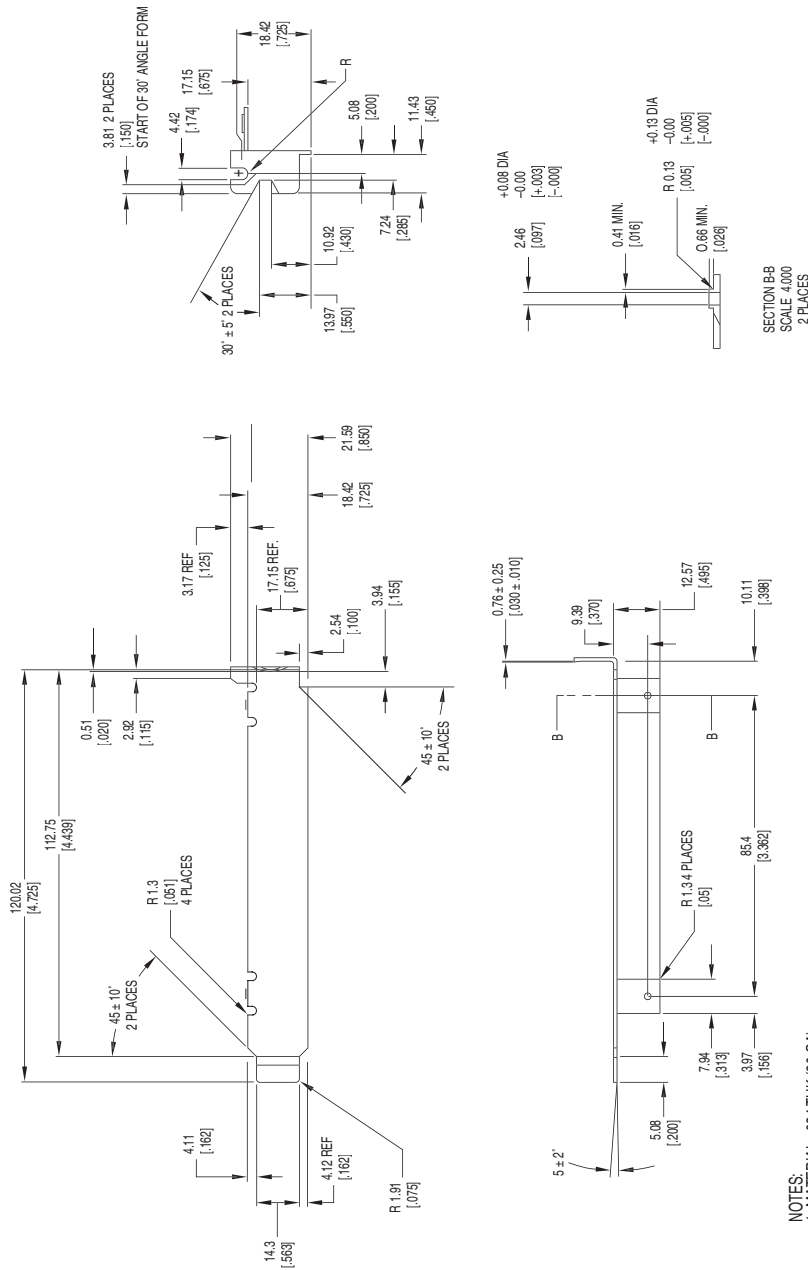 120.02
[4.725]
112.75
[4.439]
0.51
[.020]
2.92
[.115]
45 ± 10°
2 PLACES
R 1.3
[.051]
4 PLACES
4.11
[.162]
14.3
[.563]
4.12 REF
[.162]
R 1.91
[.075]
3.17 REF
[.125]
17.15 REF.
[.675]
2.54
[.100]
3.94
[.155]
18.42
[.725]
21.59
[.850]
45 ± 10°
2 PLACES
3.81 2 PLACES
[.150]
START OF 30° ANGLE FORM
4.42
[.174]
17.15
[.675]
18.42
[.725]
R
5.08
[.200]
11.43
[.450]
7.24
[.285]
10.92
[.430]
13.97
[.550]
30° ± 5° 2 PLACES
5 ± 2°
5.08
[.200]
7.94
[.313]
3.97
[.156]
R 1.3 4 PLACES
[.05]
85.4
[3.362]
B
B
0.76 ± 0.25
[.030 ± .010]
9.39
[.370]
12.57
[.495]
10.11
[.398]
2.46
[.097]
+0.08 DIA
-0.00
[+.003]
[-.000]
0.41 MIN.
[.016]
R 0.13
[.005]
+0.13 DIA
-0.00
[+.005]
[-.000]
O.66 MIN.
[.026]
SECTION B-B
SCALE 4.000
2 PLACES
NOTES: